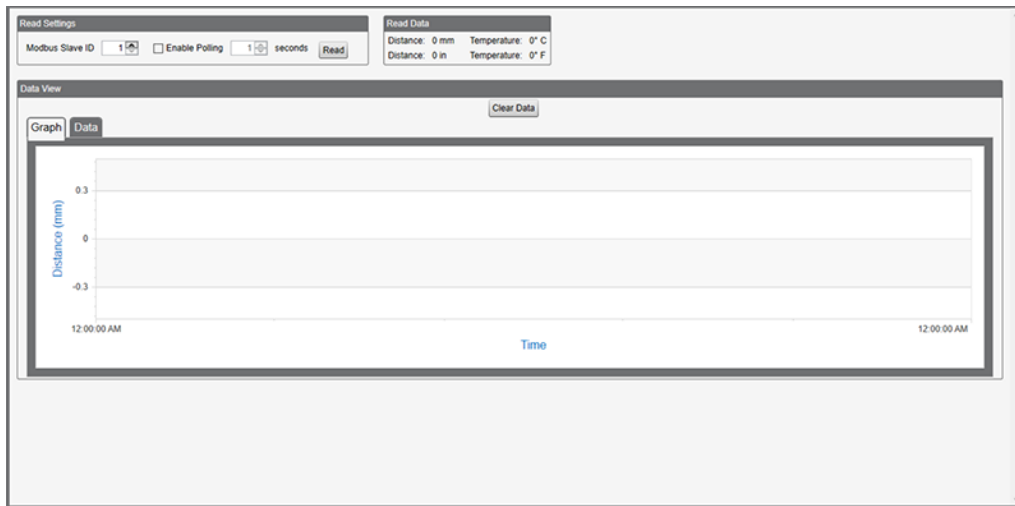 Read Settings
Modbus Slave ID 1 Enable Polling 1 seconds Read
Read Data
Distance: 0 mm Temperature: 0° C
Distance: 0 in Temperature: 0° F
Data View
Clear Data
Graph Data
Distance (mm)
0.3
0
-0.3
12:00:00 AM 12:00:00 AM
Time